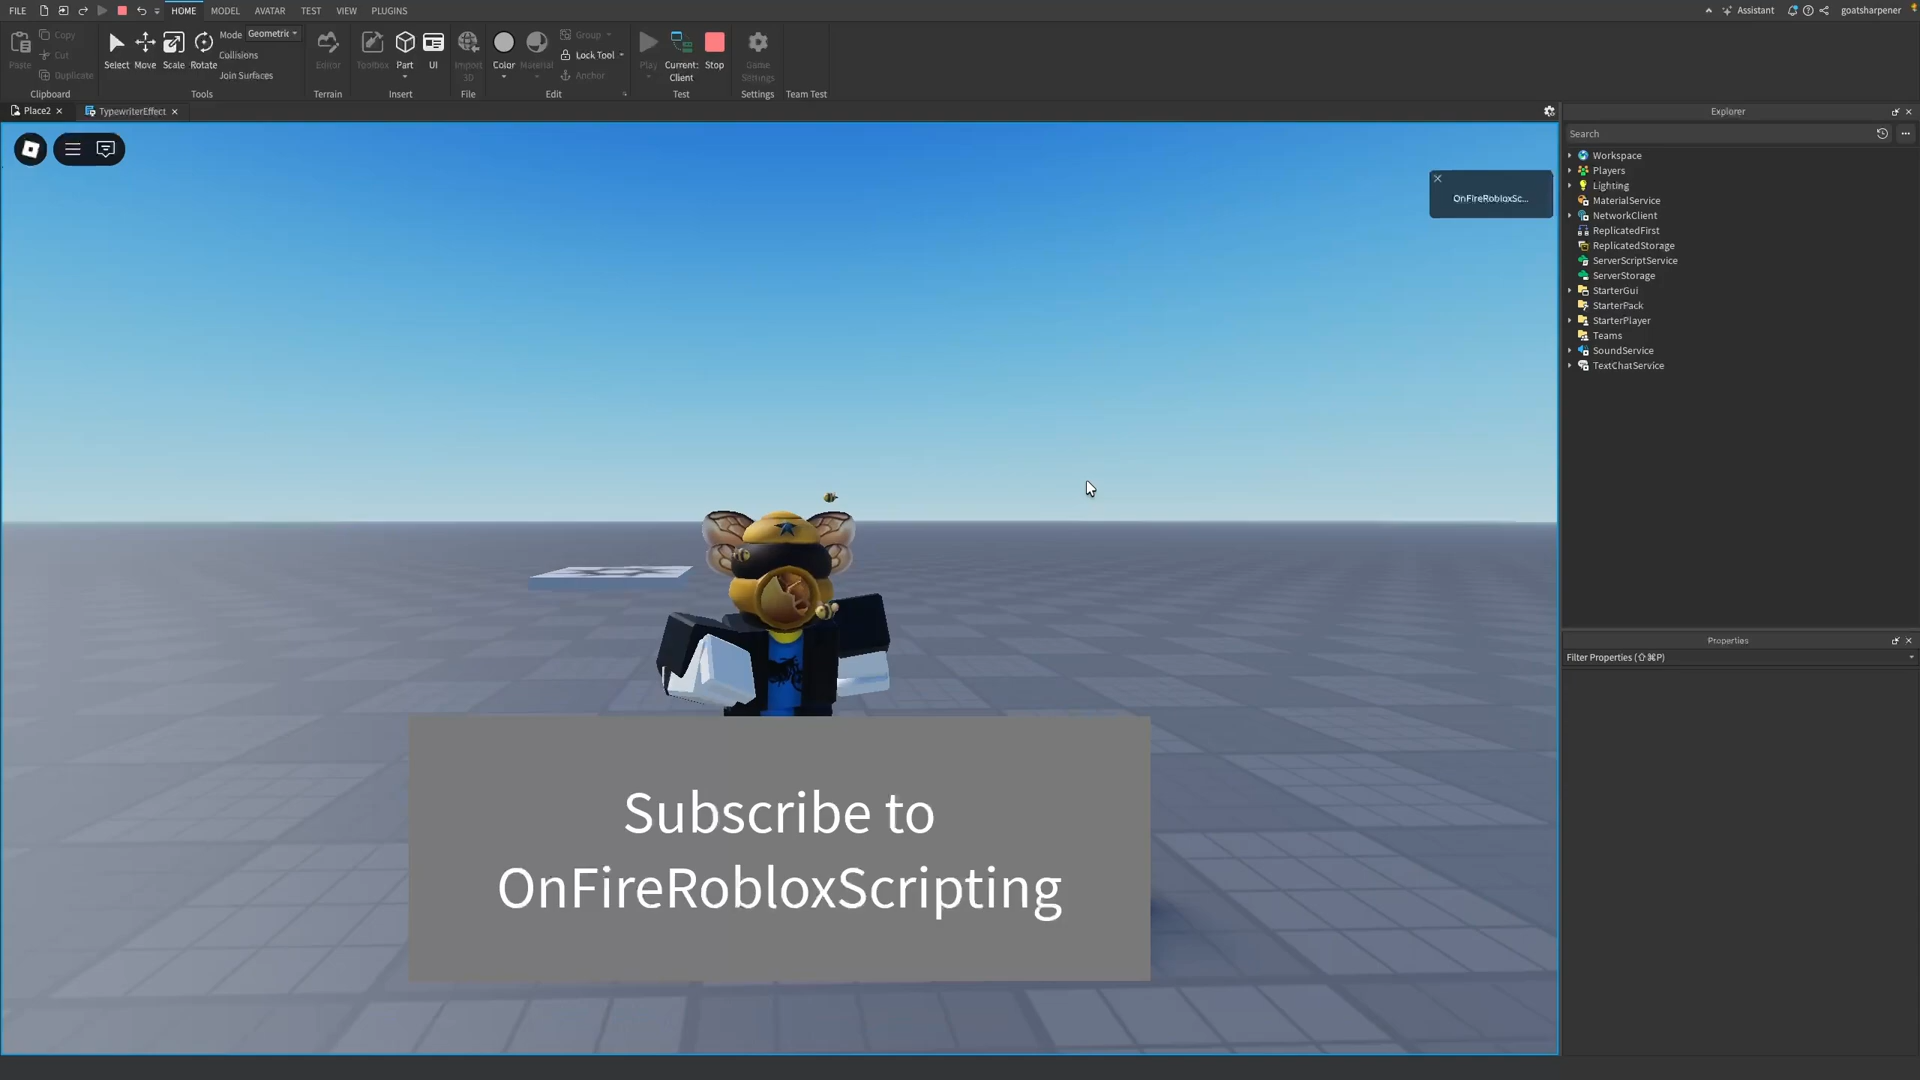 FILE HOME MODEL AVATAR TEST VIEW PLUGINS Assistant goatsharpener
Paste Copy Cut Duplicate Clipboard
Select Move Scale Rotate Mode Geometric Collisions Join Surfaces Tools
Editor Terrain
Toolbox Part UI Insert
Import 3D File
Color Material Group Lock Tool Anchor Edit
Play Current: Client Stop Test
Game Settings Settings
Team Test
Place2 TypewriterEffect
OnFireRobloxSc...
Subscribe to
OnFireRobloxScripting
Explorer
Search
Workspace
Players
Lighting
MaterialService
NetworkClient
ReplicatedFirst
ReplicatedStorage
ServerScriptService
ServerStorage
StarterGui
StarterPack
StarterPlayer
Teams
SoundService
TextChatService
Properties
Filter Properties (⇧⌘P)